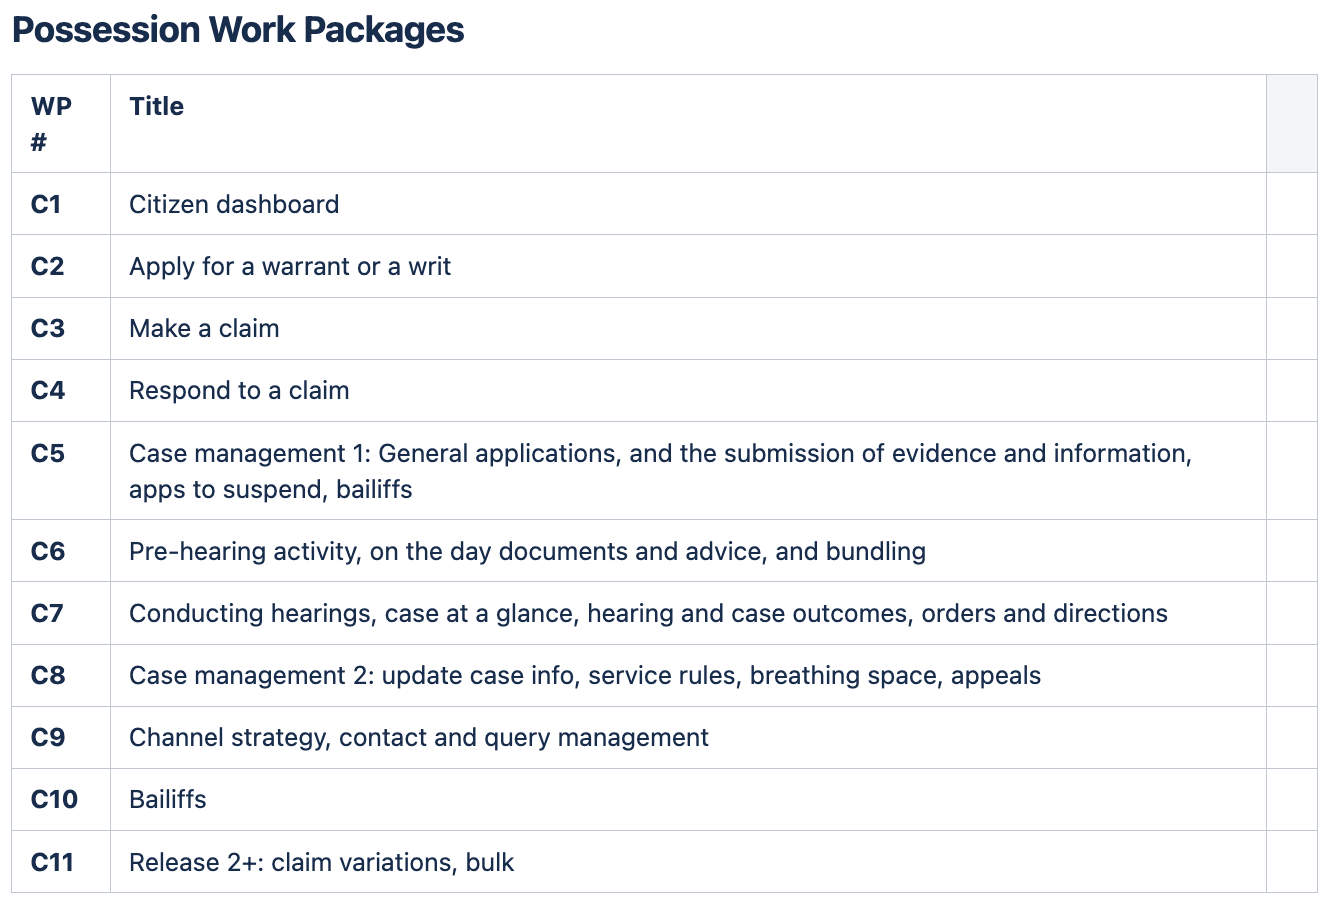 Possession Work Packages
WP
#
Title
C1
Citizen dashboard
C2
Apply for a warrant or a writ
C3
Make a claim
C4
Respond to a claim
C5
Case management 1: General applications, and the submission of evidence and information,
apps to suspend, bailiffs
C6
Pre-hearing activity, on the day documents and advice, and bundling
C7
Conducting hearings, case at a glance, hearing and case outcomes, orders and directions
C8
Case management 2: update case info, service rules, breathing space, appeals
C9
Channel strategy, contact and query management
C10
Bailiffs
C11
Release 2+: claim variations, bulk